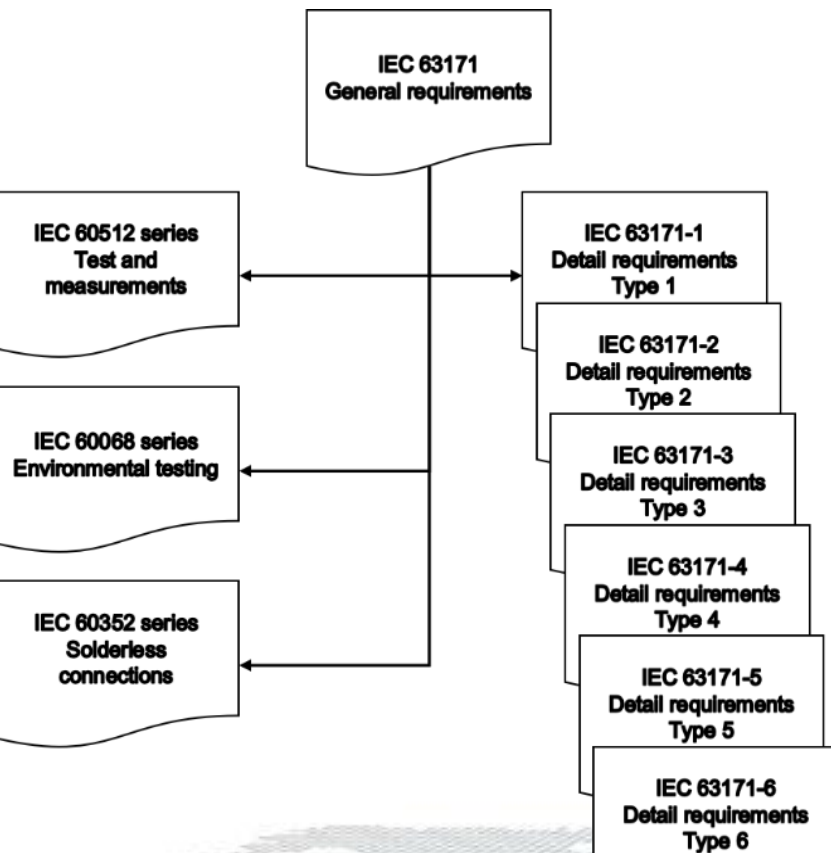 IEC 63171
General requirements
IEC 60512 series
Test and
measurements
IEC 63171-1
Detail requirements
Type 1
IEC 63171-2
Detail requirements
Type 2
IEC 60068 series
Environmental testing
IEC 63171-3
Detail requirements
Type 3
IEC 63171-4
Detail requirements
Type 4
IEC 60352 series
Solderless
connections
IEC 63171-5
Detail requirements
Type 5
IEC 63171-6
Detail requirements
Type 6